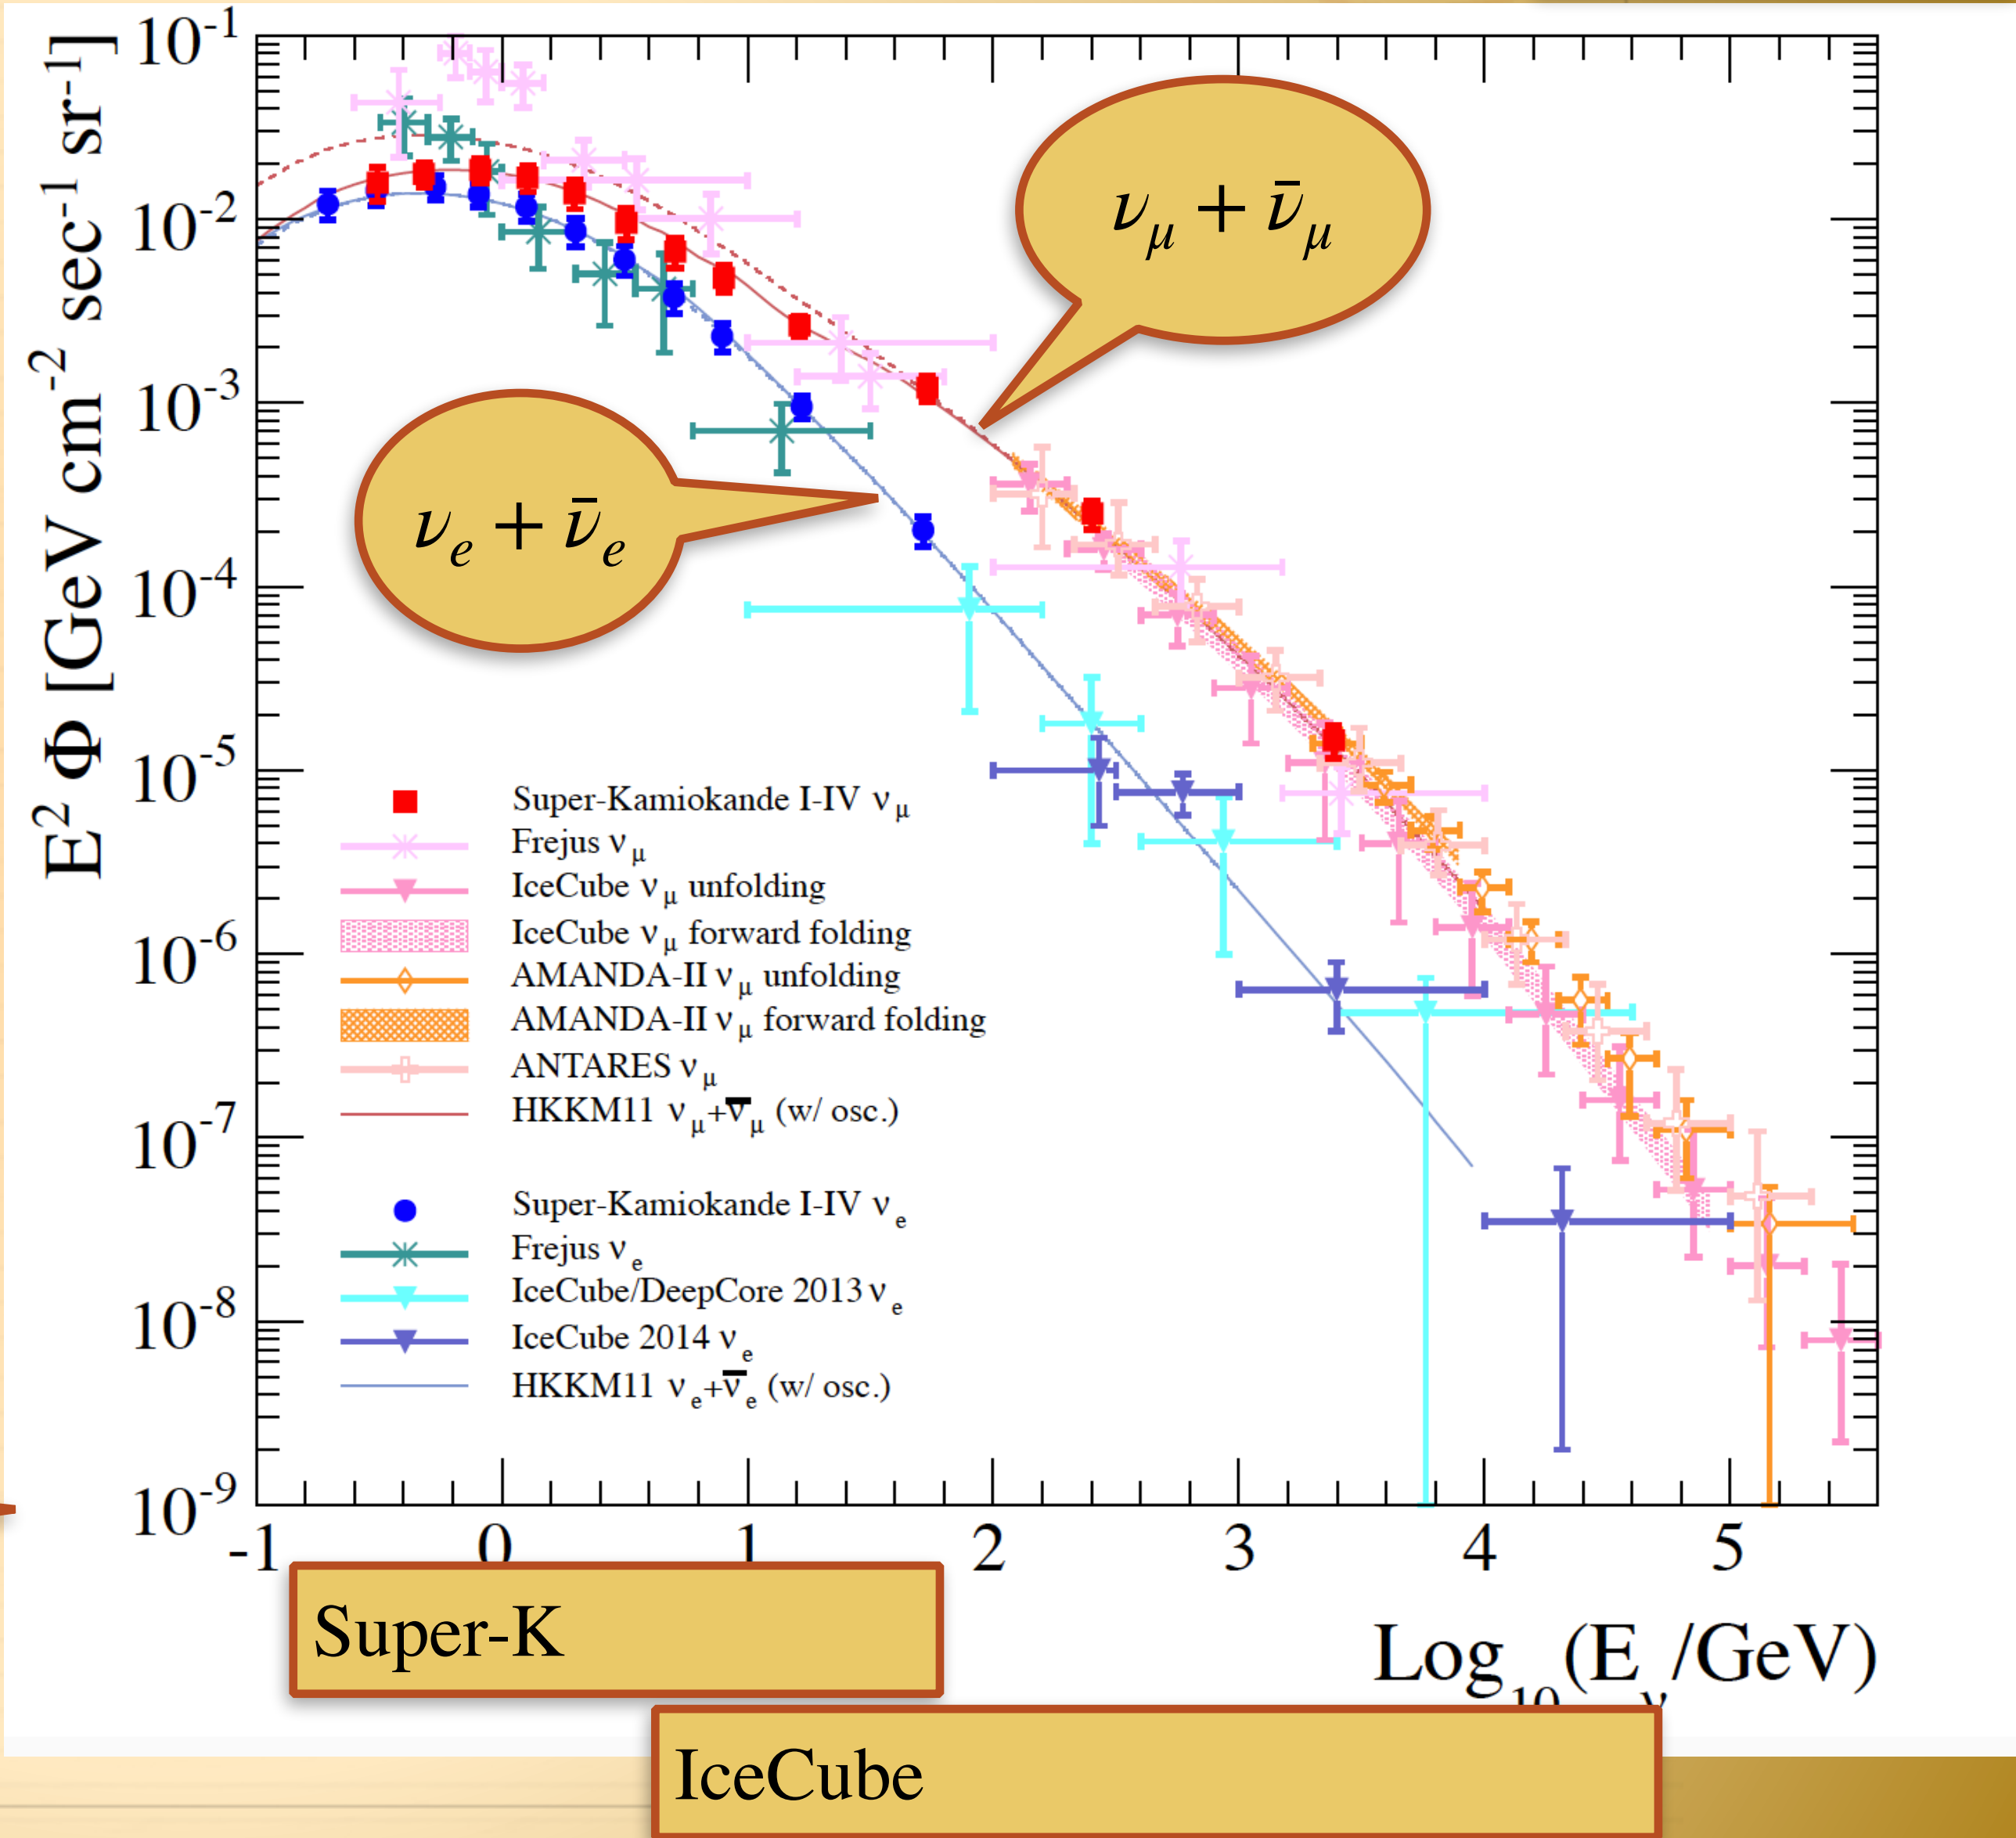 E² Φ [GeV cm⁻² sec⁻¹ sr⁻¹]
10⁻¹
10⁻²
10⁻³
10⁻⁴
10⁻⁵
10⁻⁶
10⁻⁷
10⁻⁸
10⁻⁹
ν_μ + ν̄_μ
ν_e + ν̄_e
Super-Kamiokande I-IV ν_μ
Frejus ν_μ
IceCube ν_μ unfolding
IceCube ν_μ forward folding
AMANDA-II ν_μ unfolding
AMANDA-II ν_μ forward folding
ANTARES ν_μ
HKKM11 ν_μ+ν̄_μ (w/ osc.)
Super-Kamiokande I-IV ν_e
Frejus ν_e
IceCube/DeepCore 2013 ν_e
IceCube 2014 ν_e
HKKM11 ν_e+ν̄_e (w/ osc.)
-1 0 1 2 3 4 5
Log₁₀(E_ν/GeV)
Super-K
IceCube